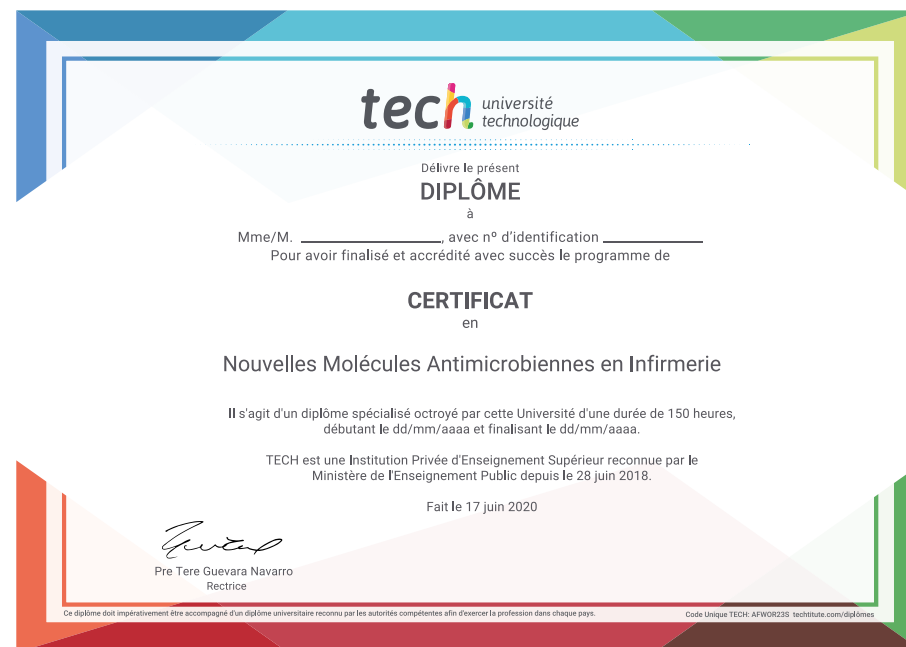 tech université
technologique
Délivre le présent
DIPLÔME
à
Mme/M. ____________________, avec nº d'identification ______________
Pour avoir finalisé et accrédité avec succès le programme de
CERTIFICAT
en
Nouvelles Molécules Antimicrobiennes en Infirmerie
Il s'agit d'un diplôme spécialisé octroyé par cette Université d'une durée de 150 heures,
débutant le dd/mm/aaaa et finalisant le dd/mm/aaaa.
TECH est une Institution Privée d'Enseignement Supérieur reconnue par le
Ministère de l'Enseignement Public depuis le 28 juin 2018.
Fait le 17 juin 2020
Pre Tere Guevara Navarro
Rectrice
Ce diplôme doit impérativement être accompagné d'un diplôme universitaire reconnu par les autorités compétentes afin d'exercer la profession dans chaque pays.
Code Unique TECH: AFWOR23S techtitute.com/diplômes